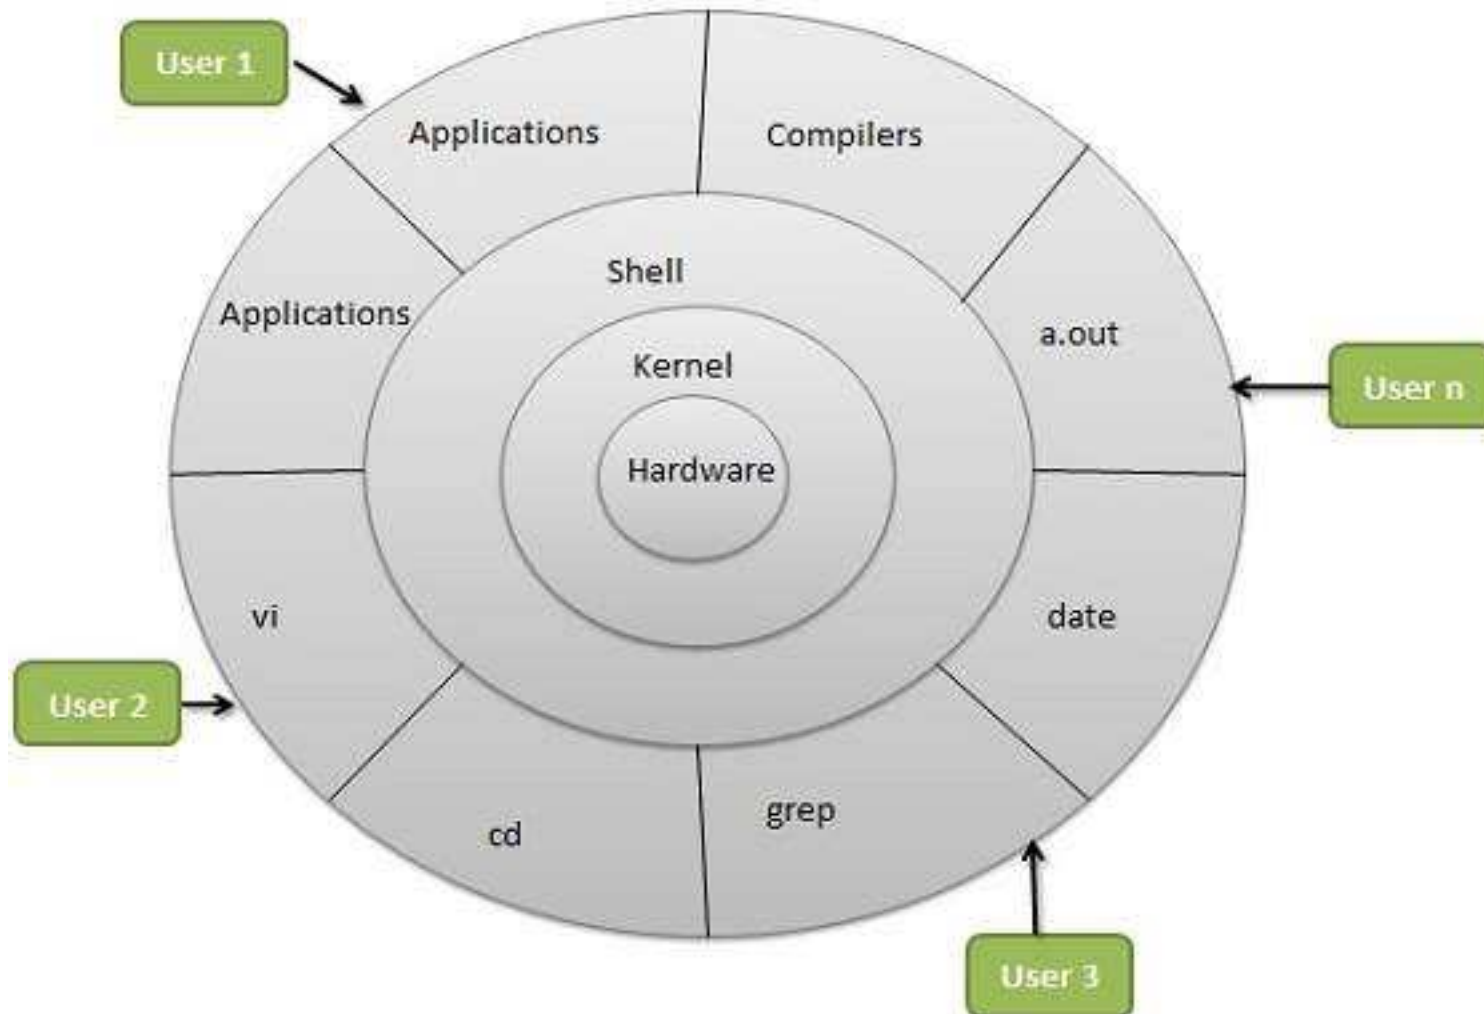 User 1
Applications
Compilers
Shell
Applications
a.out
Kernel
User n
Hardware
vi
date
User 2
grep
cd
User 3